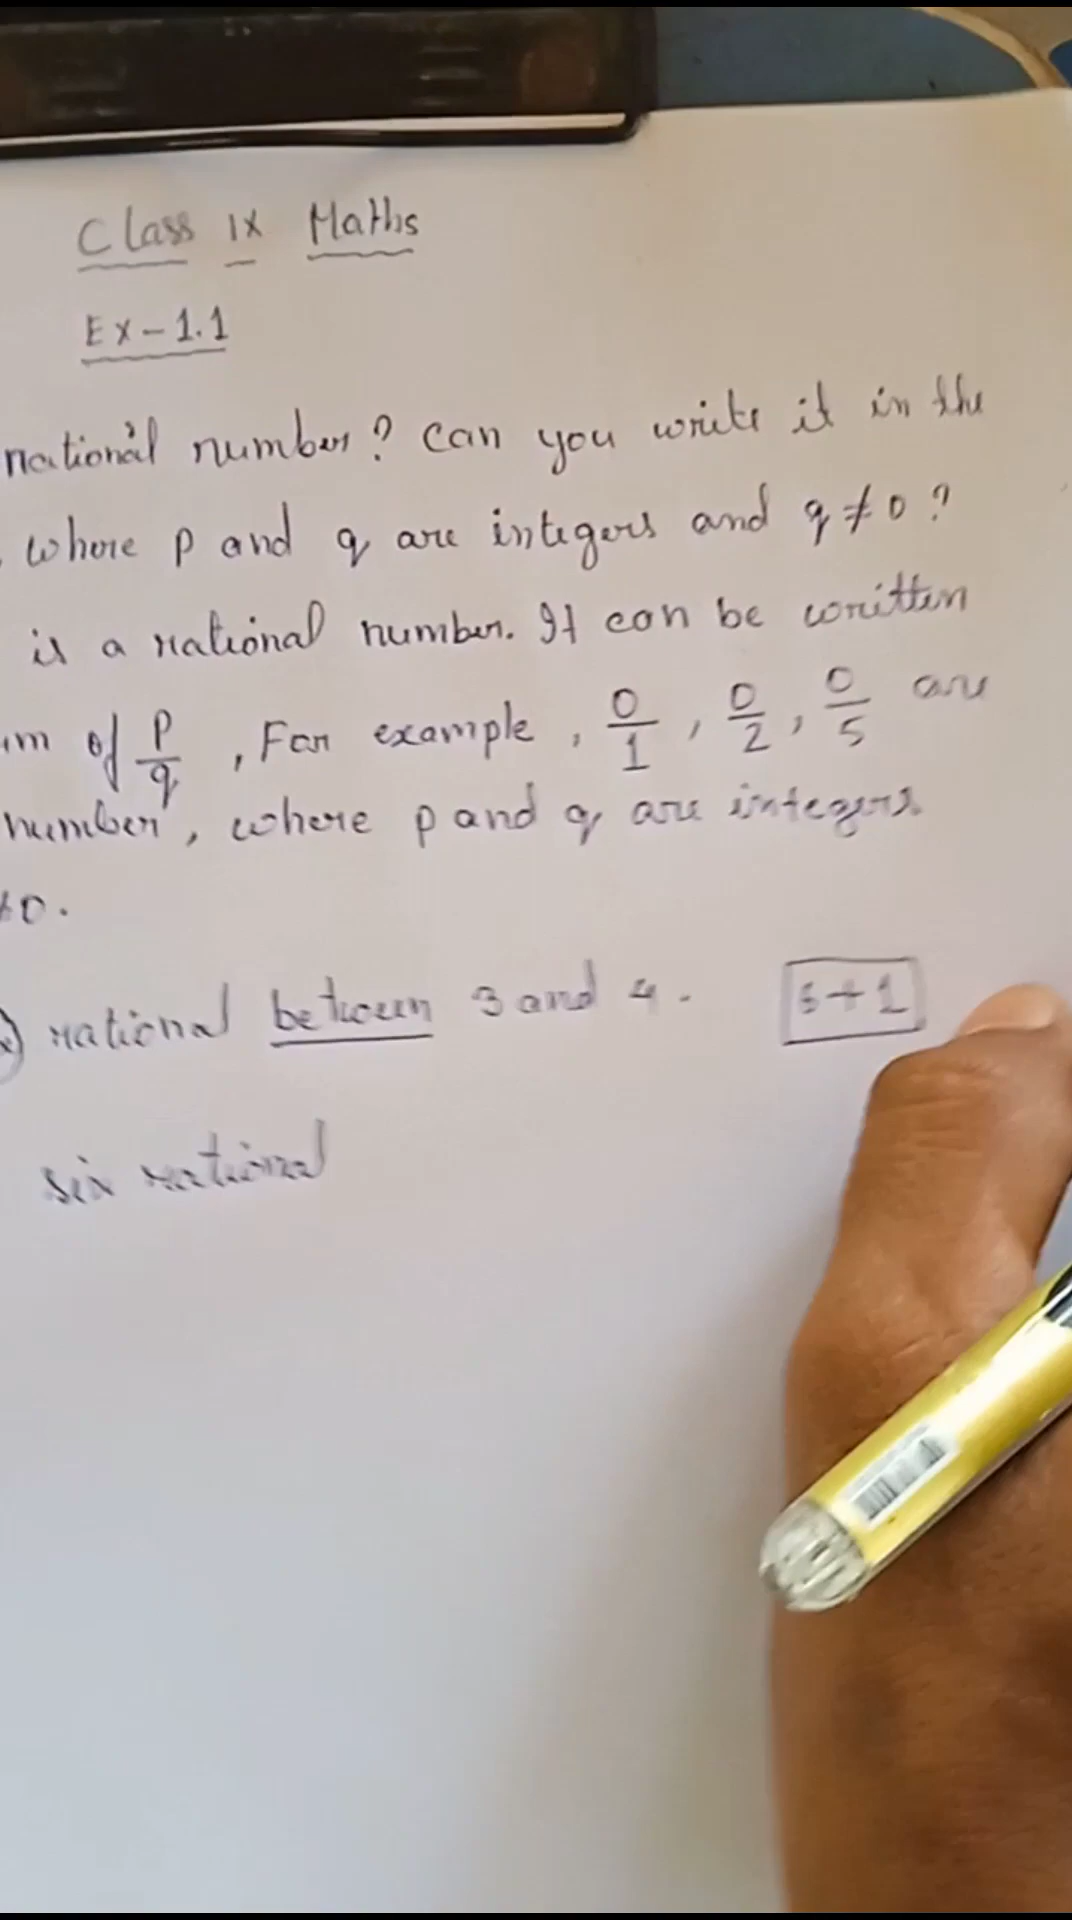 Class IX Maths
Ex-1.1
rational number? Can you write it in the
where p and q are integers and q ≠ 0?
is a rational number. It can be written
of p/q , For example , 0/1 , 0/2 , 0/5 are
number, where p and q are integers.
≠0.
rational between 3 and 4. 6+1
six rational